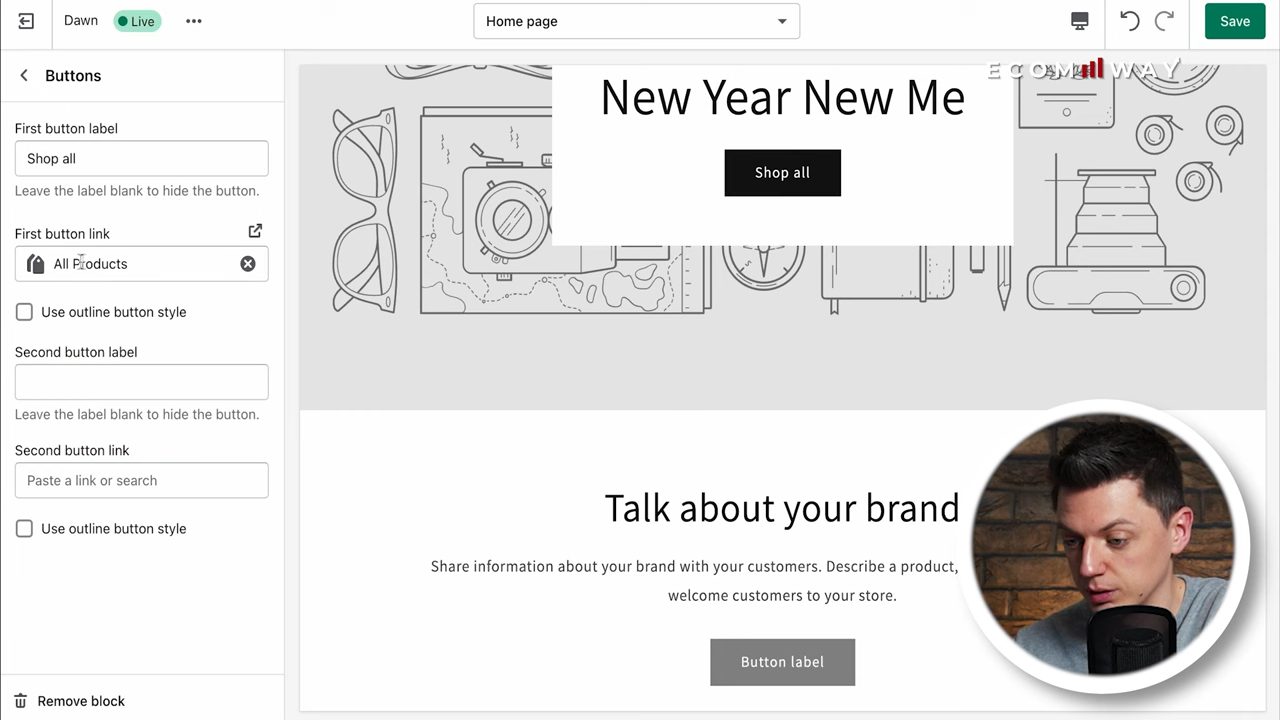 Dawn
Live
Home page
Save
Buttons
First button label
Shop all
Leave the label blank to hide the button.
First button link
All Products
Use outline button style
Second button label
Leave the label blank to hide the button.
Second button link
Paste a link or search
Use outline button style
Remove block
ECOM WAY
New Year New Me
Shop all
Talk about your brand
Share information about your brand with your customers. Describe a product,
welcome customers to your store.
Button label